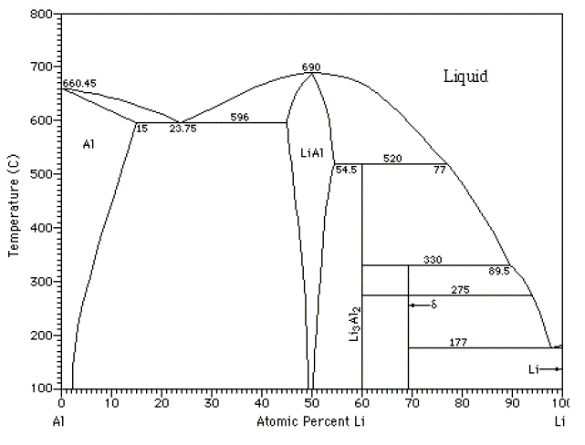 800
700
600
500
400
300
200
100
Temperature (C)
690
Liquid
660.45
596
15
23.75
Al
LiAl
520
54.5
77
330
89.5
275
δ
Li₃Al₂
177
Li
0 10 20 30 40 50 60 70 80 90 100
Al Atomic Percent Li Li